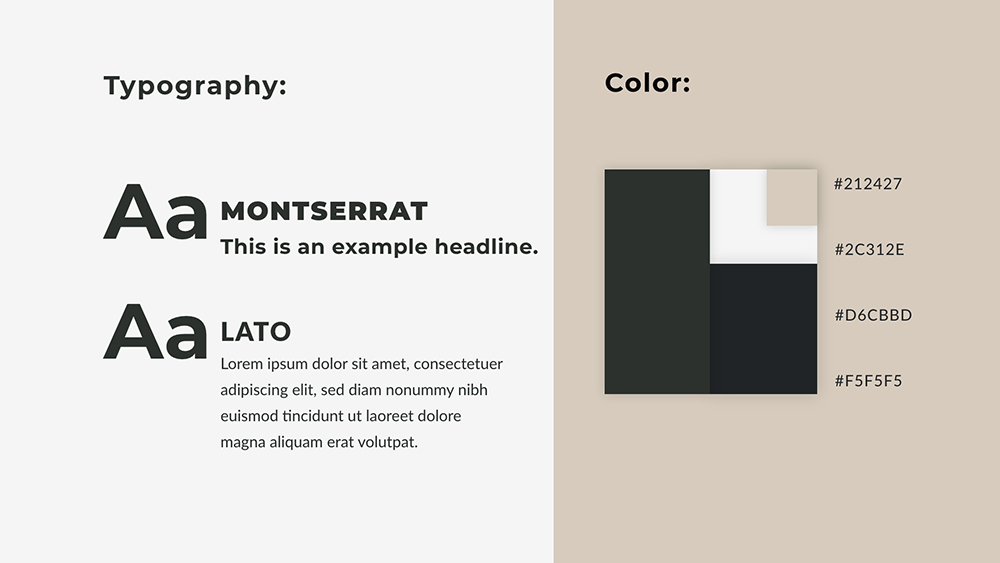 Typography:
Aa
MONTSERRAT
This is an example headline.
Aa
LATO
Lorem ipsum dolor sit amet, consectetuer
adipiscing elit, sed diam nonummy nibh
euismod tincidunt ut laoreet dolore
magna aliquam erat volutpat.
Color:
#212427
#2C312E
#D6CBBD
#F5F5F5